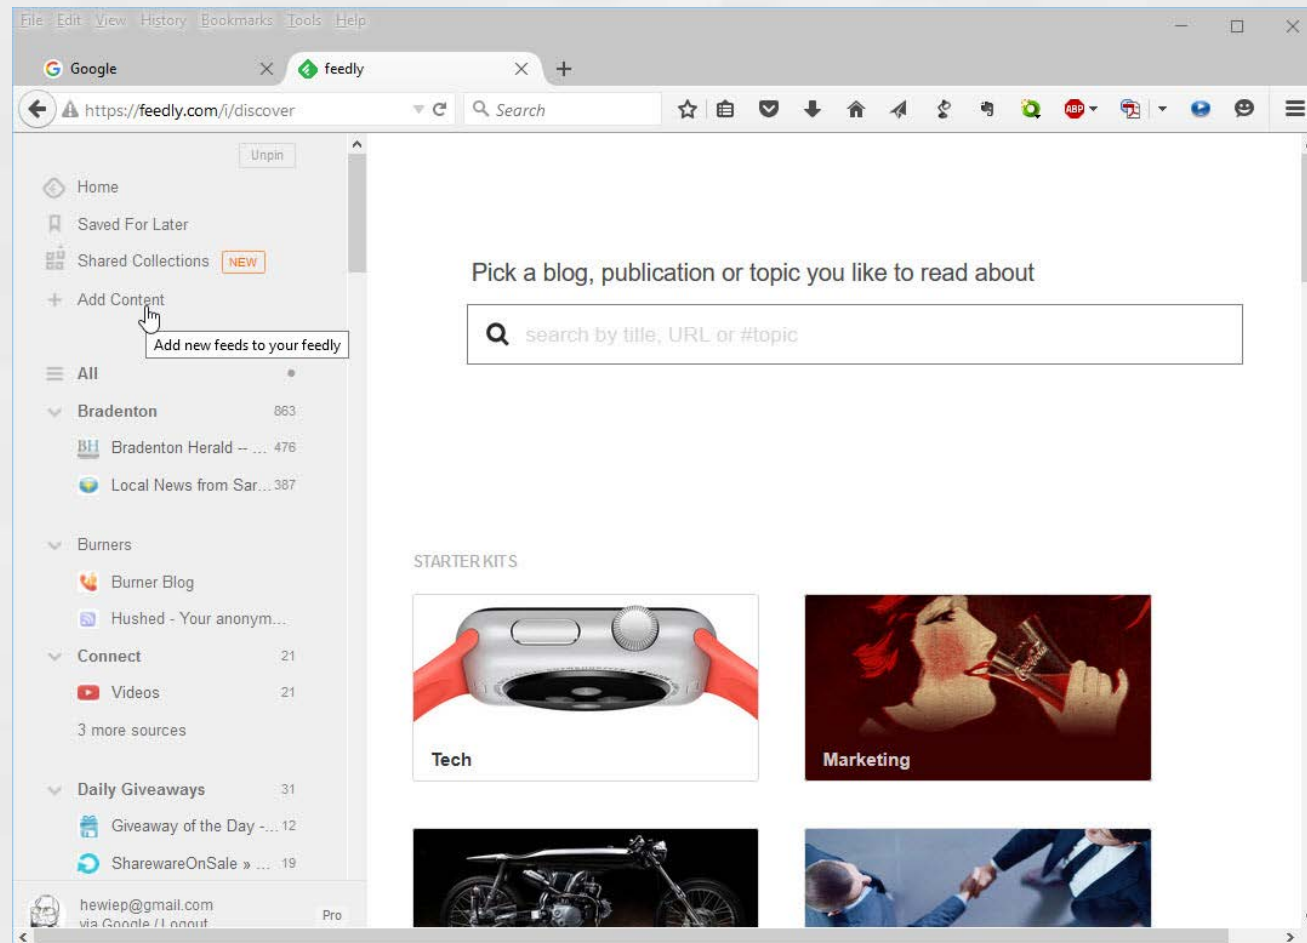 File Edit View History Bookmarks Tools Help
Google
feedly
https://feedly.com/i/discover
Search
ABP
Unpin
Home
Saved For Later
Shared Collections NEW
Add Content
Add new feeds to your feedly
All
Bradenton 863
BH Bradenton Herald -- ... 476
Local News from Sar... 387
Burners
Burner Blog
Hushed - Your anonym...
Connect 21
Videos 21
3 more sources
Daily Giveaways 31
Giveaway of the Day -... 12
SharewareOnSale » ... 19
hewiep@gmail.com
via Google / Logout
Pro
Pick a blog, publication or topic you like to read about
search by title, URL or #topic
STARTER KITS
Tech
Marketing